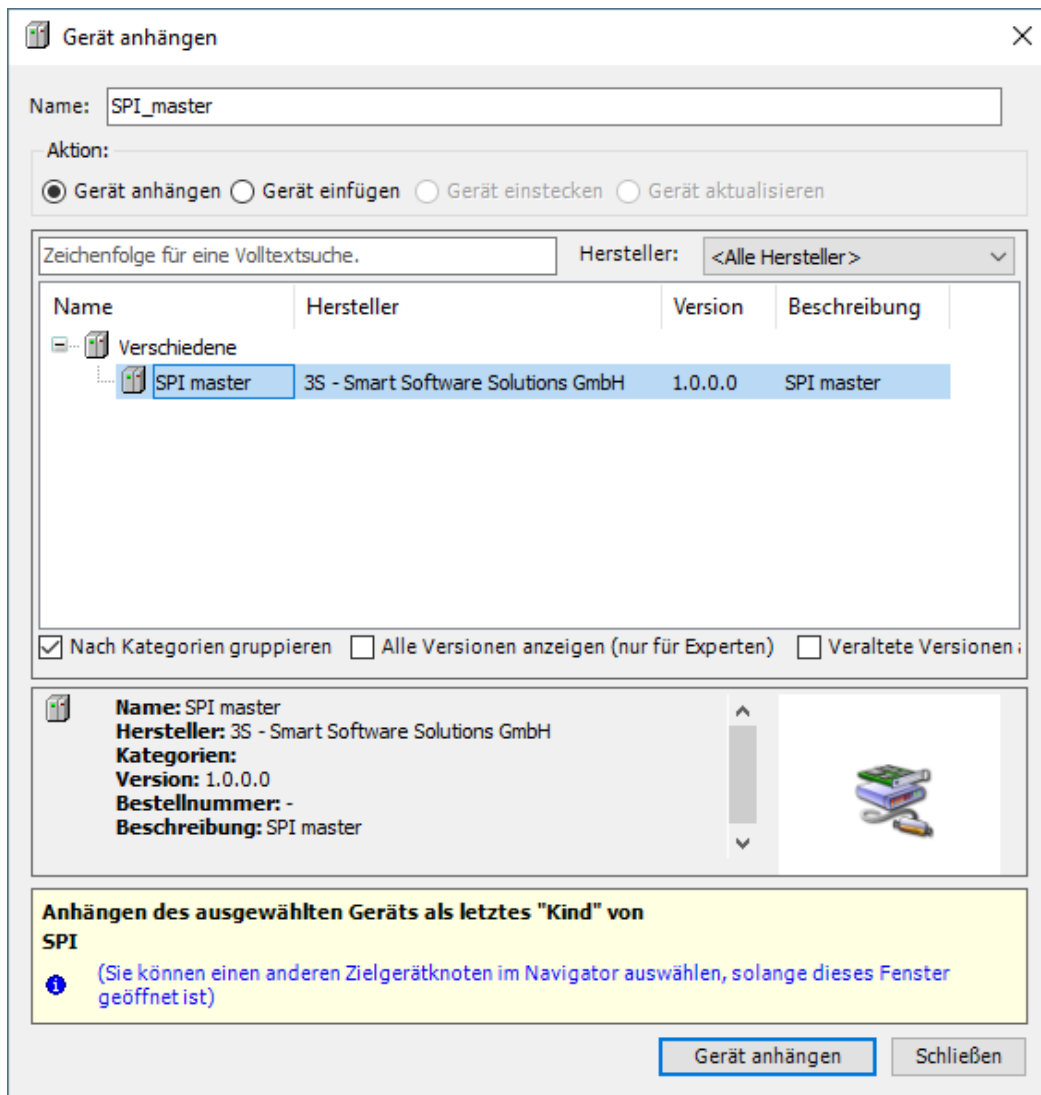 Gerät anhängen
Name: SPI_master
Aktion:
Gerät anhängen Gerät einfügen Gerät einstecken Gerät aktualisieren
Zeichenfolge für eine Volltextsuche. Hersteller: <Alle Hersteller>
Name Hersteller Version Beschreibung
Verschiedene
SPI master 3S - Smart Software Solutions GmbH 1.0.0.0 SPI master
Nach Kategorien gruppieren Alle Versionen anzeigen (nur für Experten) Veraltete Versionen
Name: SPI master
Hersteller: 3S - Smart Software Solutions GmbH
Kategorien:
Version: 1.0.0.0
Bestellnummer: -
Beschreibung: SPI master
Anhängen des ausgewählten Geräts als letztes "Kind" von
SPI
(Sie können einen anderen Zielgerätknoten im Navigator auswählen, solange dieses Fenster
geöffnet ist)
Gerät anhängen Schließen